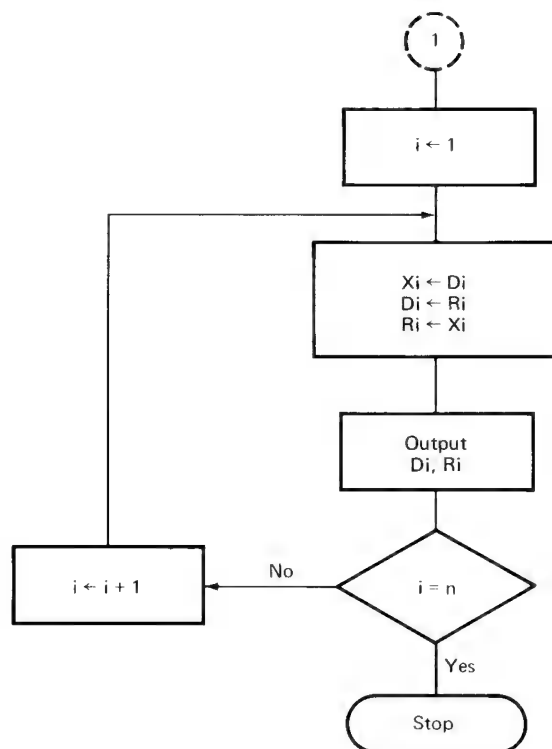 1
i ← 1
Xi ← Di
Di ← Ri
Ri ← Xi
Output
Di, Ri
i = n
No
i ← i + 1
Yes
Stop